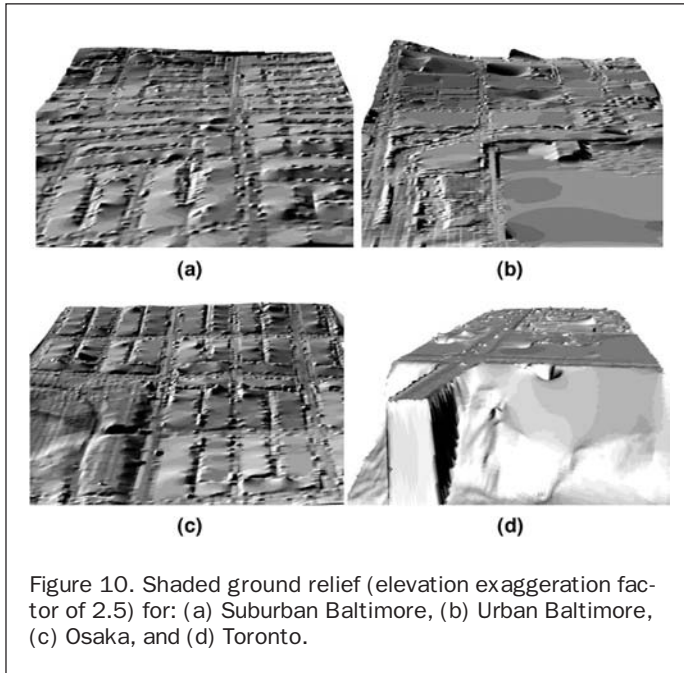 (a)
(b)
(c)
(d)
Figure 10. Shaded ground relief (elevation exaggeration fac-
tor of 2.5) for: (a) Suburban Baltimore, (b) Urban Baltimore,
(c) Osaka, and (d) Toronto.